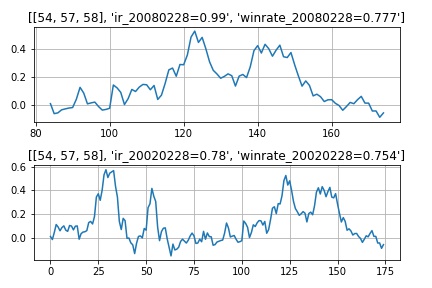 [[54, 57, 58], 'ir_20080228=0.99', 'winrate_20080228=0.777']
0.4
0.2
0.0
80 100 120 140 160
[[54, 57, 58], 'ir_20020228=0.78', 'winrate_20020228=0.754']
0.6
0.4
0.2
0.0
0 25 50 75 100 125 150 175